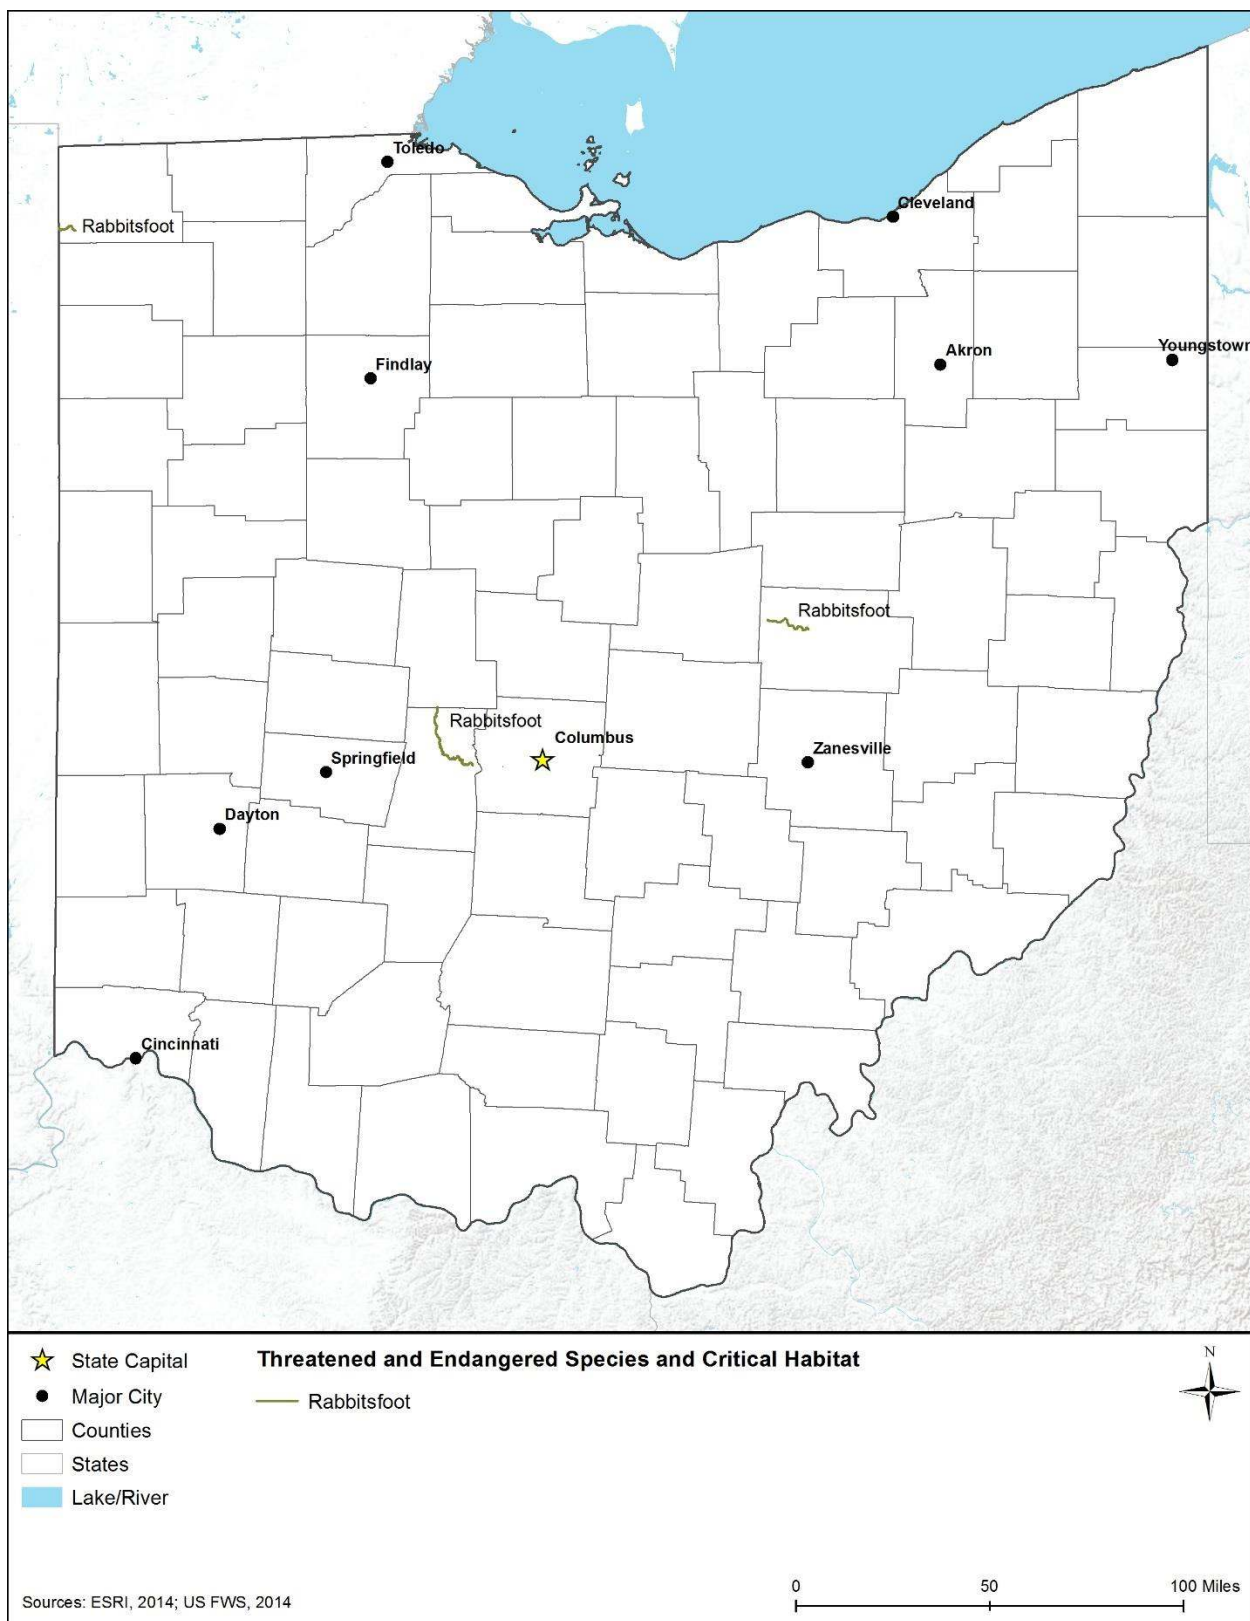 Toledo
Cleveland
Rabbitsfoot
Youngstown
Akron
Findlay
Rabbitsfoot
Rabbitsfoot
Columbus
Zanesville
Springfield
Dayton
Cincinnati
State Capital
Threatened and Endangered Species and Critical Habitat
N
Major City
Rabbitsfoot
Counties
States
Lake/River
0 50 100 Miles
Sources: ESRI, 2014; US FWS, 2014